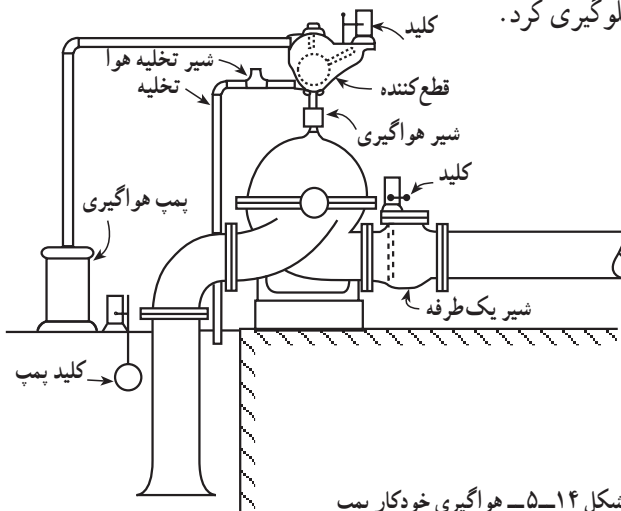 لوگیری کرد.
کلید
شیر تخلیه هوا
تخلیه
قطع‌کننده
شیر هواگیری
کلید
پمپ هواگیری
شیر یک‌طرفه
کلید پمپ
شکل ۱۴ــ۵ــ هواگیری خودکار پمپ